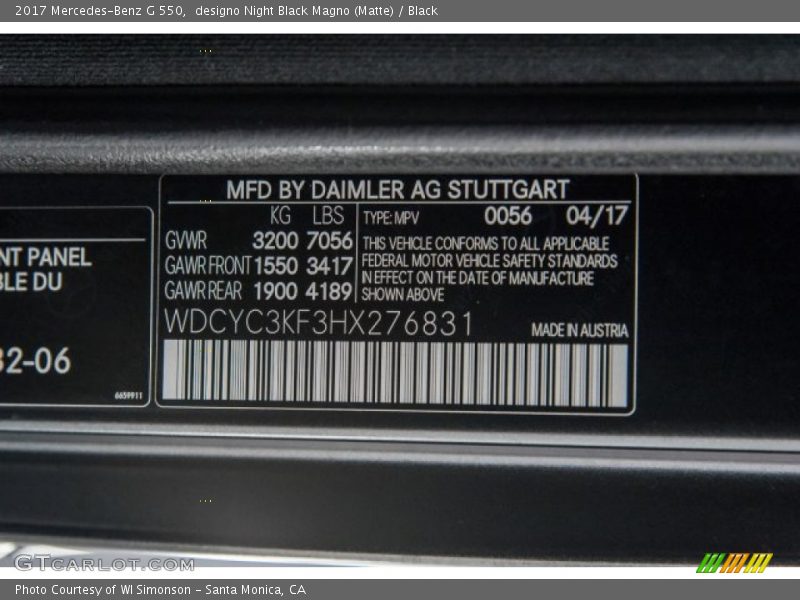 2017 Mercedes-Benz G 550,  designo Night Black Magno (Matte) / Black
NT PANEL
BLE DU
32-06
6659911
MFD BY DAIMLER AG STUTTGART
KG LBS
GVWR 3200 7056
GAWR FRONT 1550 3417
GAWR REAR 1900 4189
TYPE: MPV 0056 04/17
THIS VEHICLE CONFORMS TO ALL APPLICABLE
FEDERAL MOTOR VEHICLE SAFETY STANDARDS
IN EFFECT ON THE DATE OF MANUFACTURE
SHOWN ABOVE
WDCYC3KF3HX276831
MADE IN AUSTRIA
GTCARLOT.COM
Photo Courtesy of WI Simonson - Santa Monica, CA